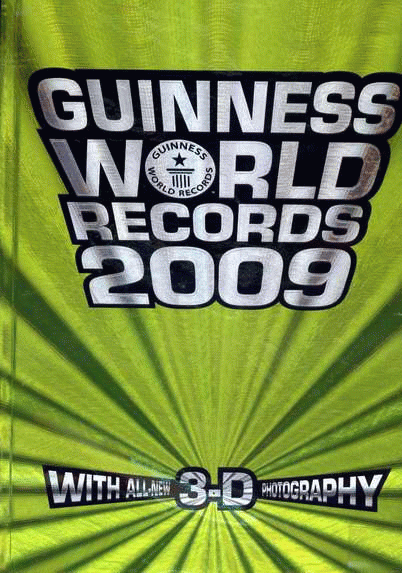 GUINNESS
WORLD
GUINNESS
WORLD RECORDS
RECORDS
2009
WITH ALL-NEW 3-D PHOTOGRAPHY